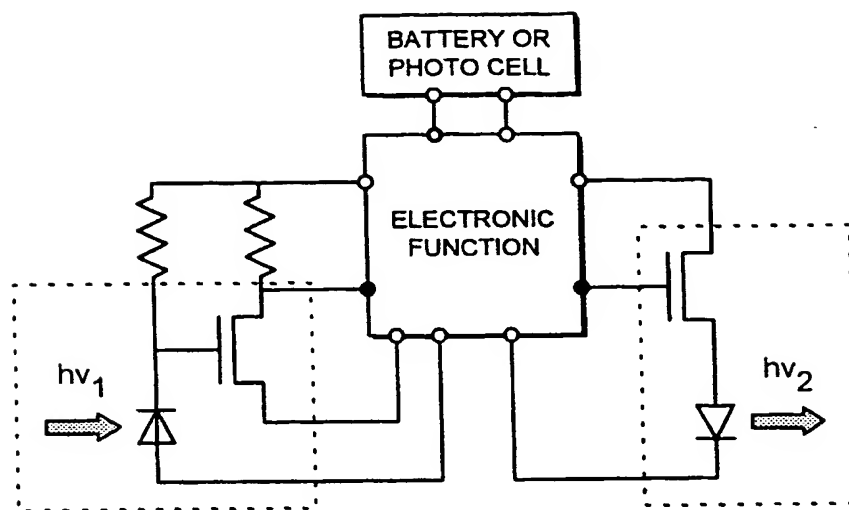 BATTERY OR
PHOTO CELL
ELECTRONIC
FUNCTION
hv1
hv2